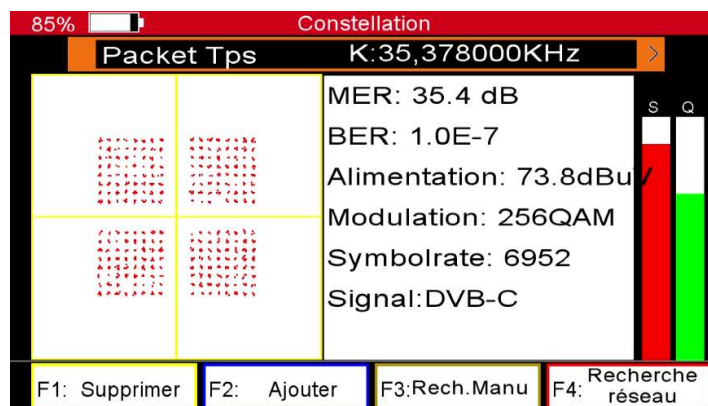 85% Constellation
Packet Tps K:35,378000KHz >
MER: 35.4 dB
S Q
BER: 1.0E-7
Alimentation: 73.8dBuV
Modulation: 256QAM
Symbolrate: 6952
Signal:DVB-C
F1: Supprimer F2: Ajouter F3:Rech.Manu F4: Recherche réseau